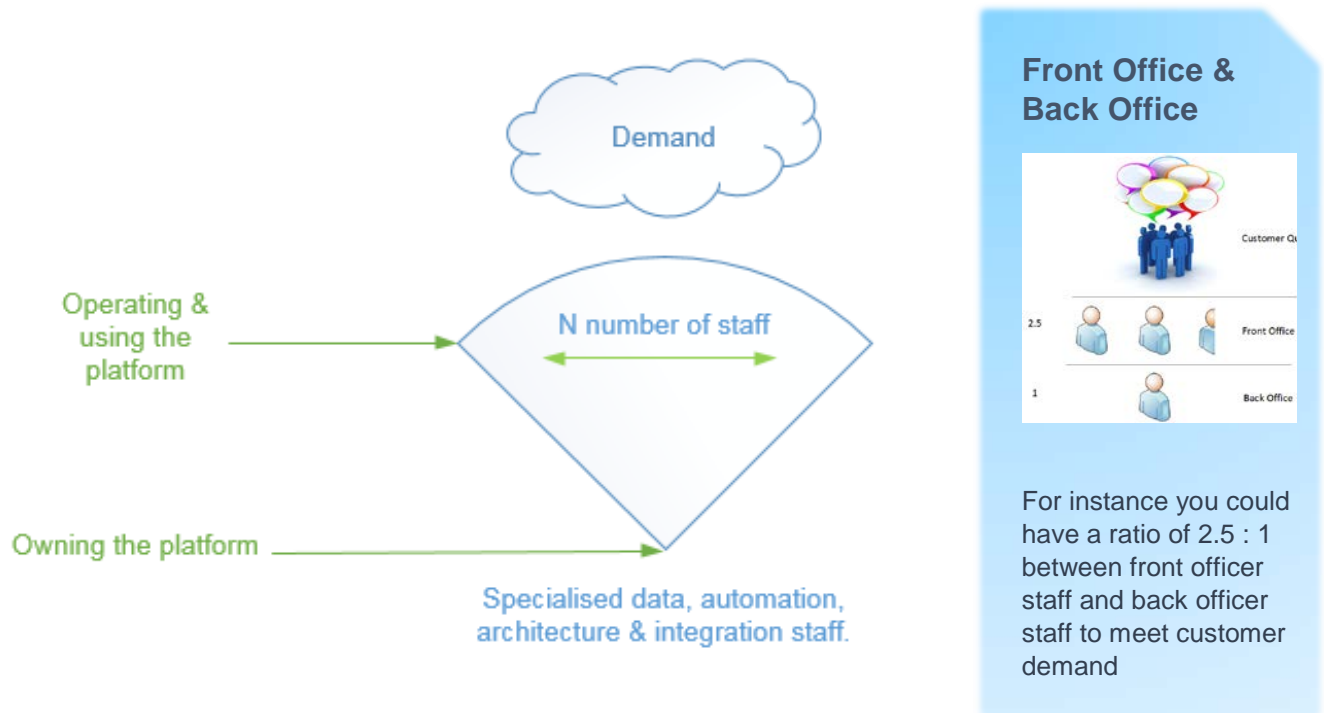 Demand
Operating &
using the
platform
N number of staff
Owning the platform
Specialised data, automation,
architecture & integration staff.
Front Office &
Back Office
Customer Qu
2.5
Front Office
1
Back Office
For instance you could
have a ratio of 2.5 : 1
between front officer
staff and back officer
staff to meet customer
demand